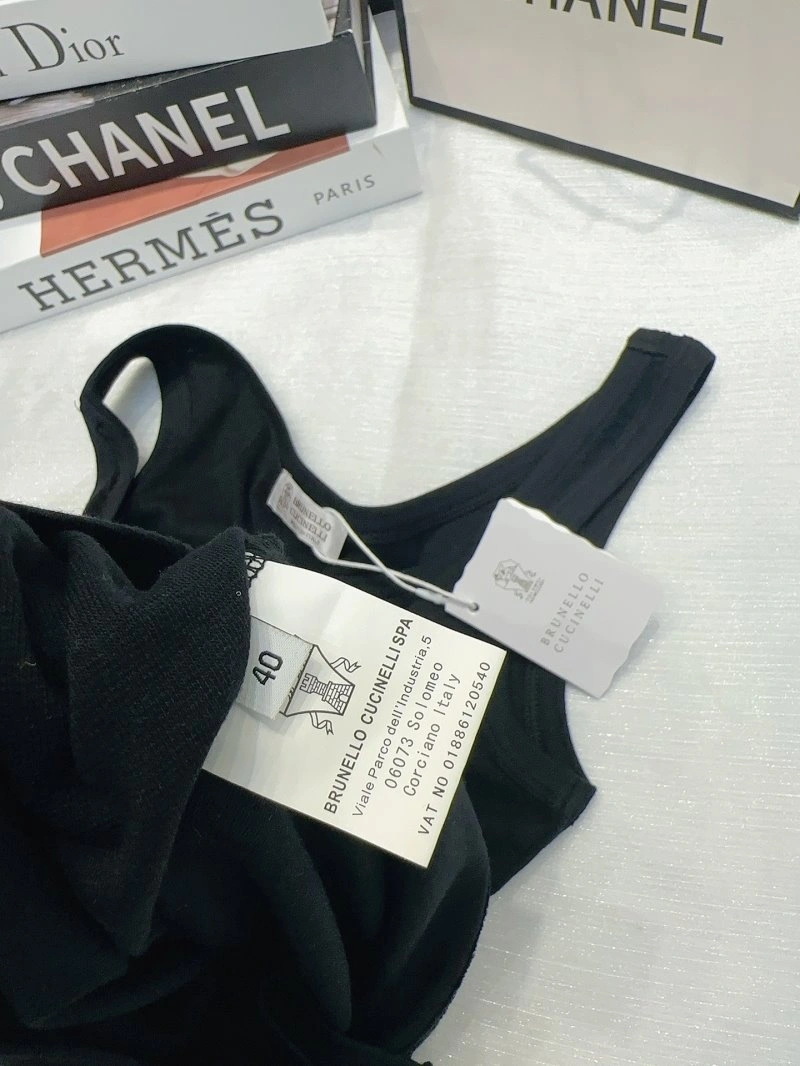 Dior
CHANEL
HERMĒS PARIS
CHANEL
BRUNELLO
CUCINELLI
BRUNELLO
CUCINELLI
40
BRUNELLO CUCINELLI SPA
Viale Parco dell'Industria,5
06073 Solomeo
Corciano Italy
VAT NO 01886120540